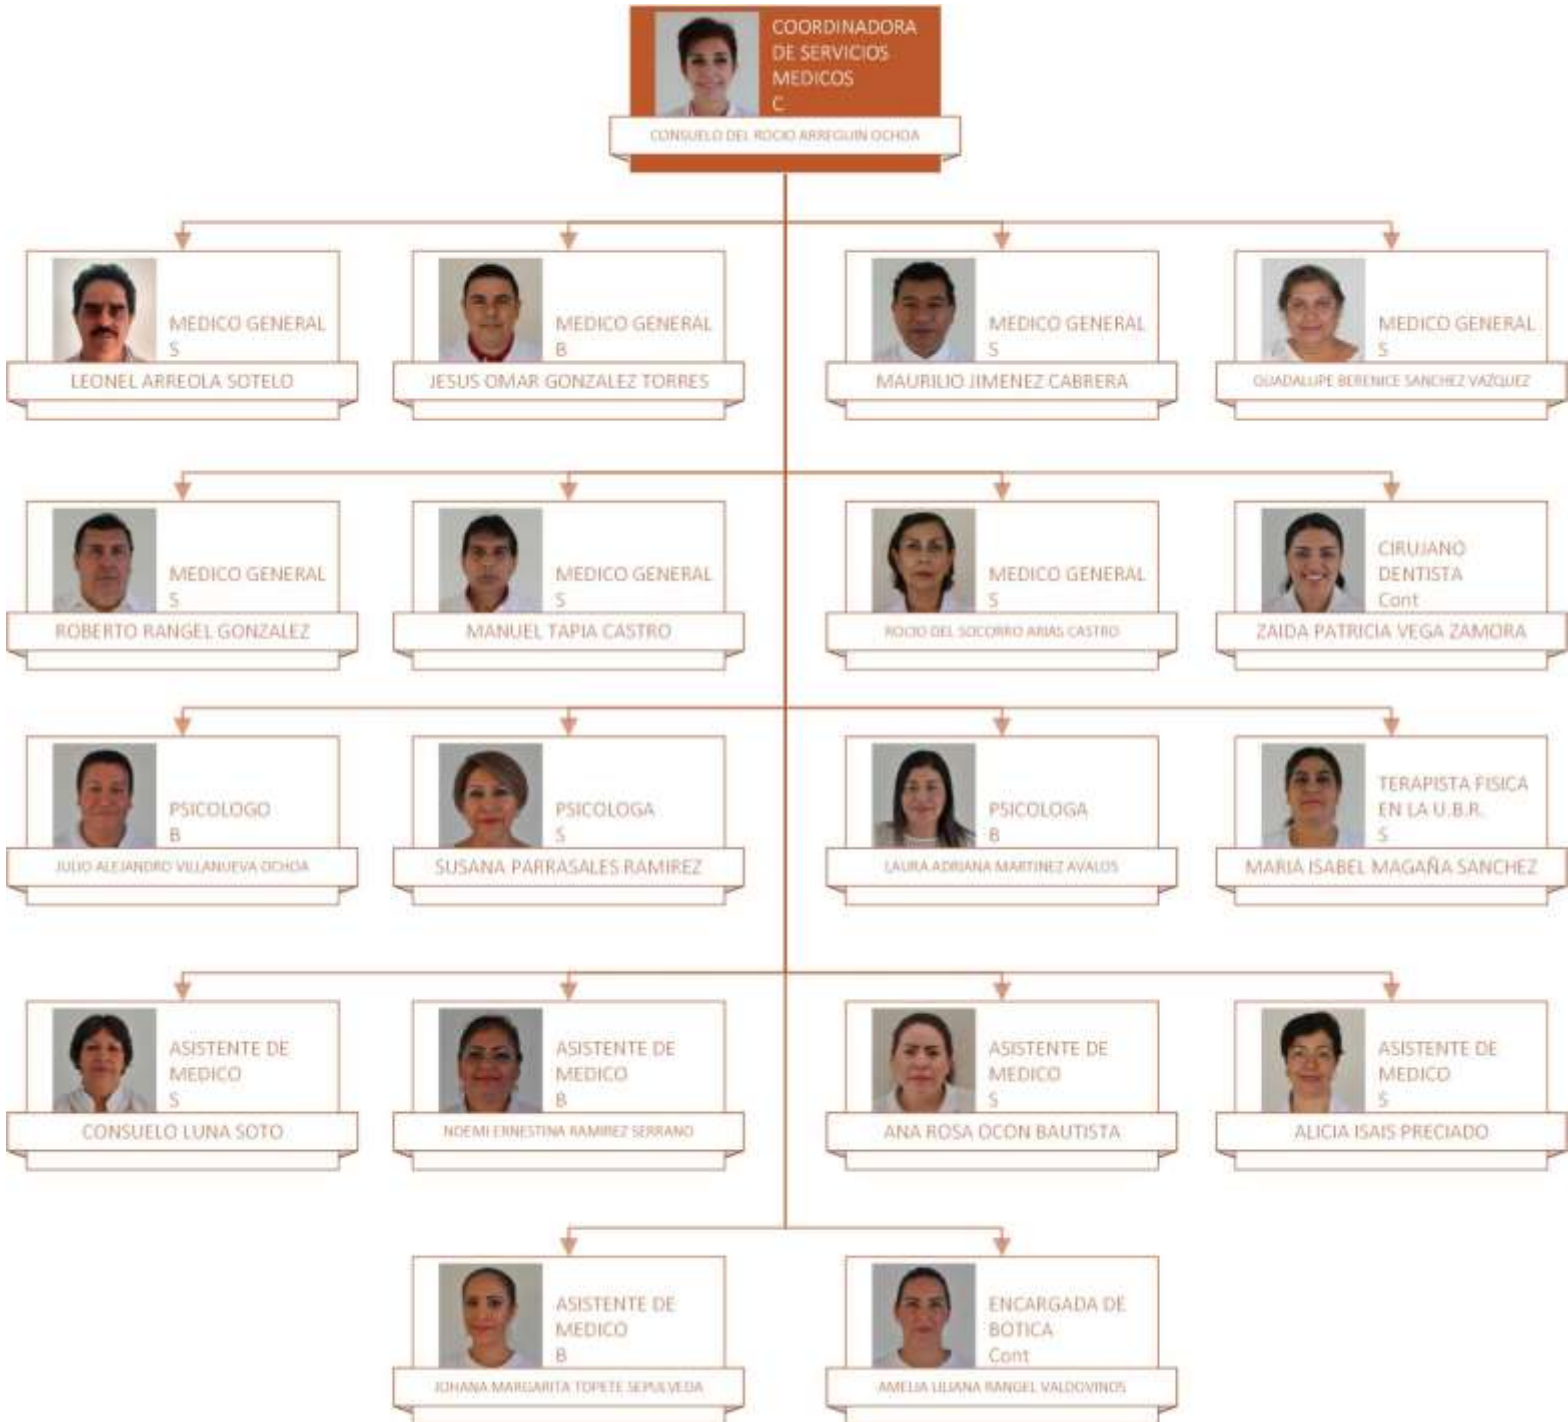 COORDINADORA
DE SERVICIOS
MEDICOS
C
CONSUELO DEL ROCIO ARREGUIN OCHOA
MEDICO GENERAL
S
LEONEL ARREOLA SOTELO
MEDICO GENERAL
B
JESUS OMAR GONZALEZ TORRES
MEDICO GENERAL
S
MAURILIO JIMENEZ CABRERA
MEDICO GENERAL
S
GUADALUPE BERENICE SANCHEZ VAZQUEZ
MEDICO GENERAL
S
ROBERTO RANGEL GONZALEZ
MEDICO GENERAL
S
MANUEL TAPIA CASTRO
MEDICO GENERAL
S
ROCIO DEL SOCORRO ARIAS CASTRO
CIRUJANO
DENTISTA
Cont
ZAIDA PATRICIA VEGA ZAMORA
PSICOLOGO
B
JULIO ALEJANDRO VILLANUEVA OCHOA
PSICOLOGA
S
SUSANA PARRASALES RAMIREZ
PSICOLOGA
B
LAURA ADRIANA MARTINEZ AVALOS
TERAPISTA FISICA
EN LA U.B.R.
S
MARIA ISABEL MAGAÑA SANCHEZ
ASISTENTE DE
MEDICO
S
CONSUELO LUNA SOTO
ASISTENTE DE
MEDICO
B
NOEMI ERNESTINA RAMIREZ SERRANO
ASISTENTE DE
MEDICO
S
ANA ROSA OCON BAUTISTA
ASISTENTE DE
MEDICO
S
ALICIA ISAIS PRECIADO
ASISTENTE DE
MEDICO
B
JOHANA MARGARITA TOPETE SEPULVEDA
ENCARGADA DE
BOTICA
Cont
AMELIA LILIANA RANGEL VALDOVINOS